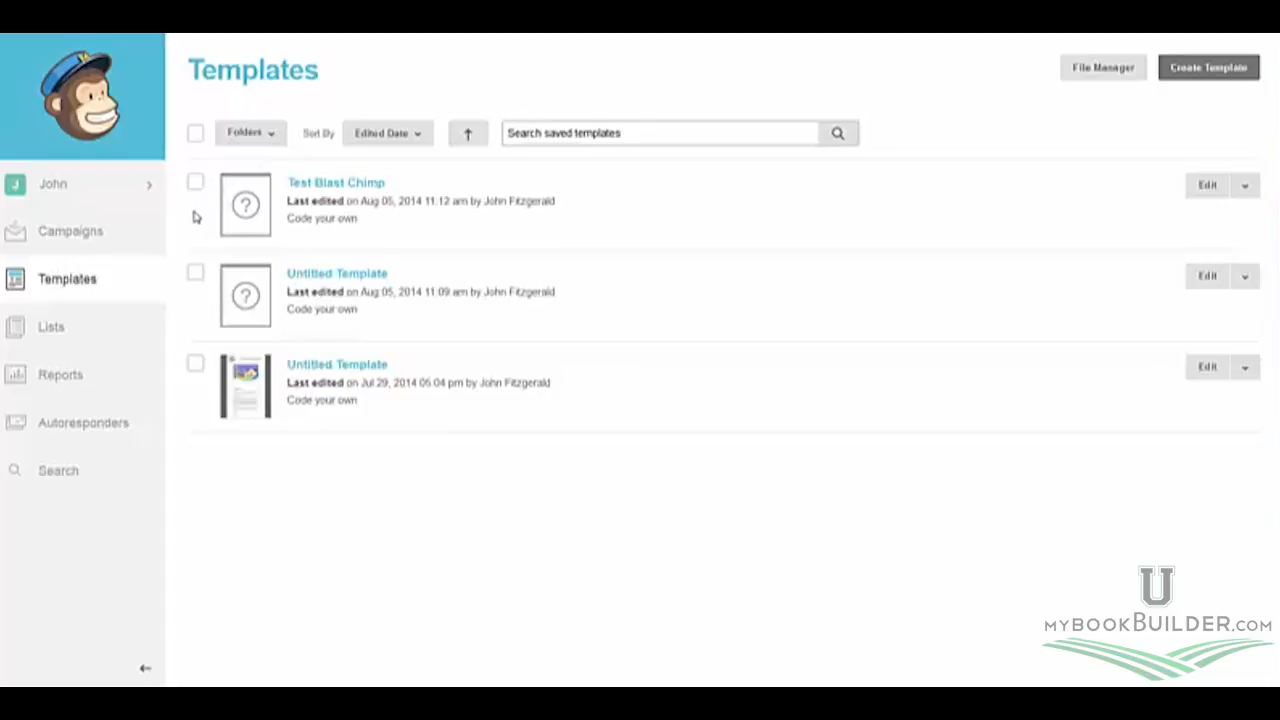 Templates
File Manager
Create Template
Folders
Sort By
Edited Date
Search saved templates
J
John
Campaigns
Templates
Lists
Reports
Autoresponders
Search
Test Blast Chimp
Last edited on Aug 05, 2014 11:12 am by John Fitzgerald
Code your own
Edit
Untitled Template
Last edited on Aug 05, 2014 11:09 am by John Fitzgerald
Code your own
Edit
Untitled Template
Last edited on Jul 29, 2014 05:04 pm by John Fitzgerald
Code your own
Edit
U
MYBOOKBUILDER.COM